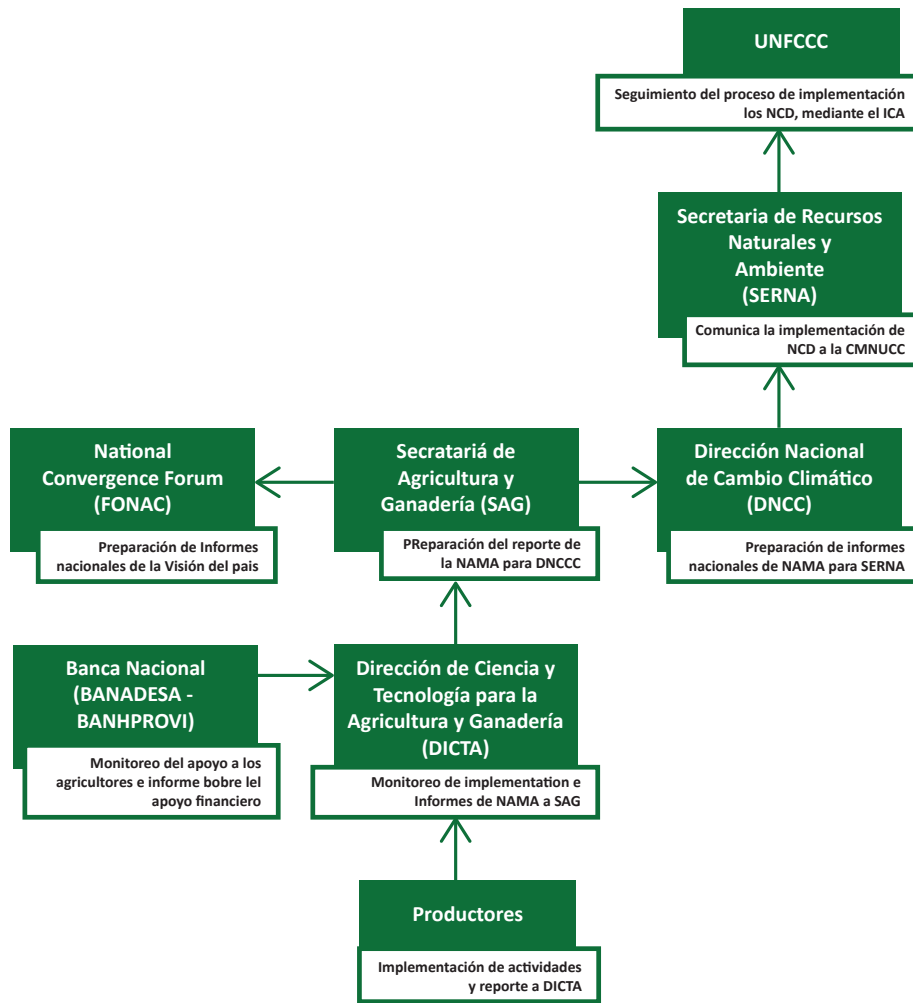 UNFCCC
Seguimiento del proceso de implementación
los NCD, mediante el ICA
Secretaria de Recursos
Naturales y
Ambiente
(SERNA)
Comunica la implementación de
NCD a la CMNUCC
National
Convergence Forum
(FONAC)
Preparación de Informes
nacionales de la Visión del pais
Secratariá de
Agricultura y
Ganadería (SAG)
PReparación del reporte de
la NAMA para DNCCC
Dirección Nacional
de Cambio Climático
(DNCC)
Preparación de informes
nacionales de NAMA para SERNA
Banca Nacional
(BANADESA -
BANHPROVI)
Monitoreo del apoyo a los
agricultores e informe bobre lel
apoyo financiero
Dirección de Ciencia y
Tecnología para la
Agricultura y Ganadería
(DICTA)
Monitoreo de implementation e
Informes de NAMA a SAG
Productores
Implementación de actividades
y reporte a DICTA